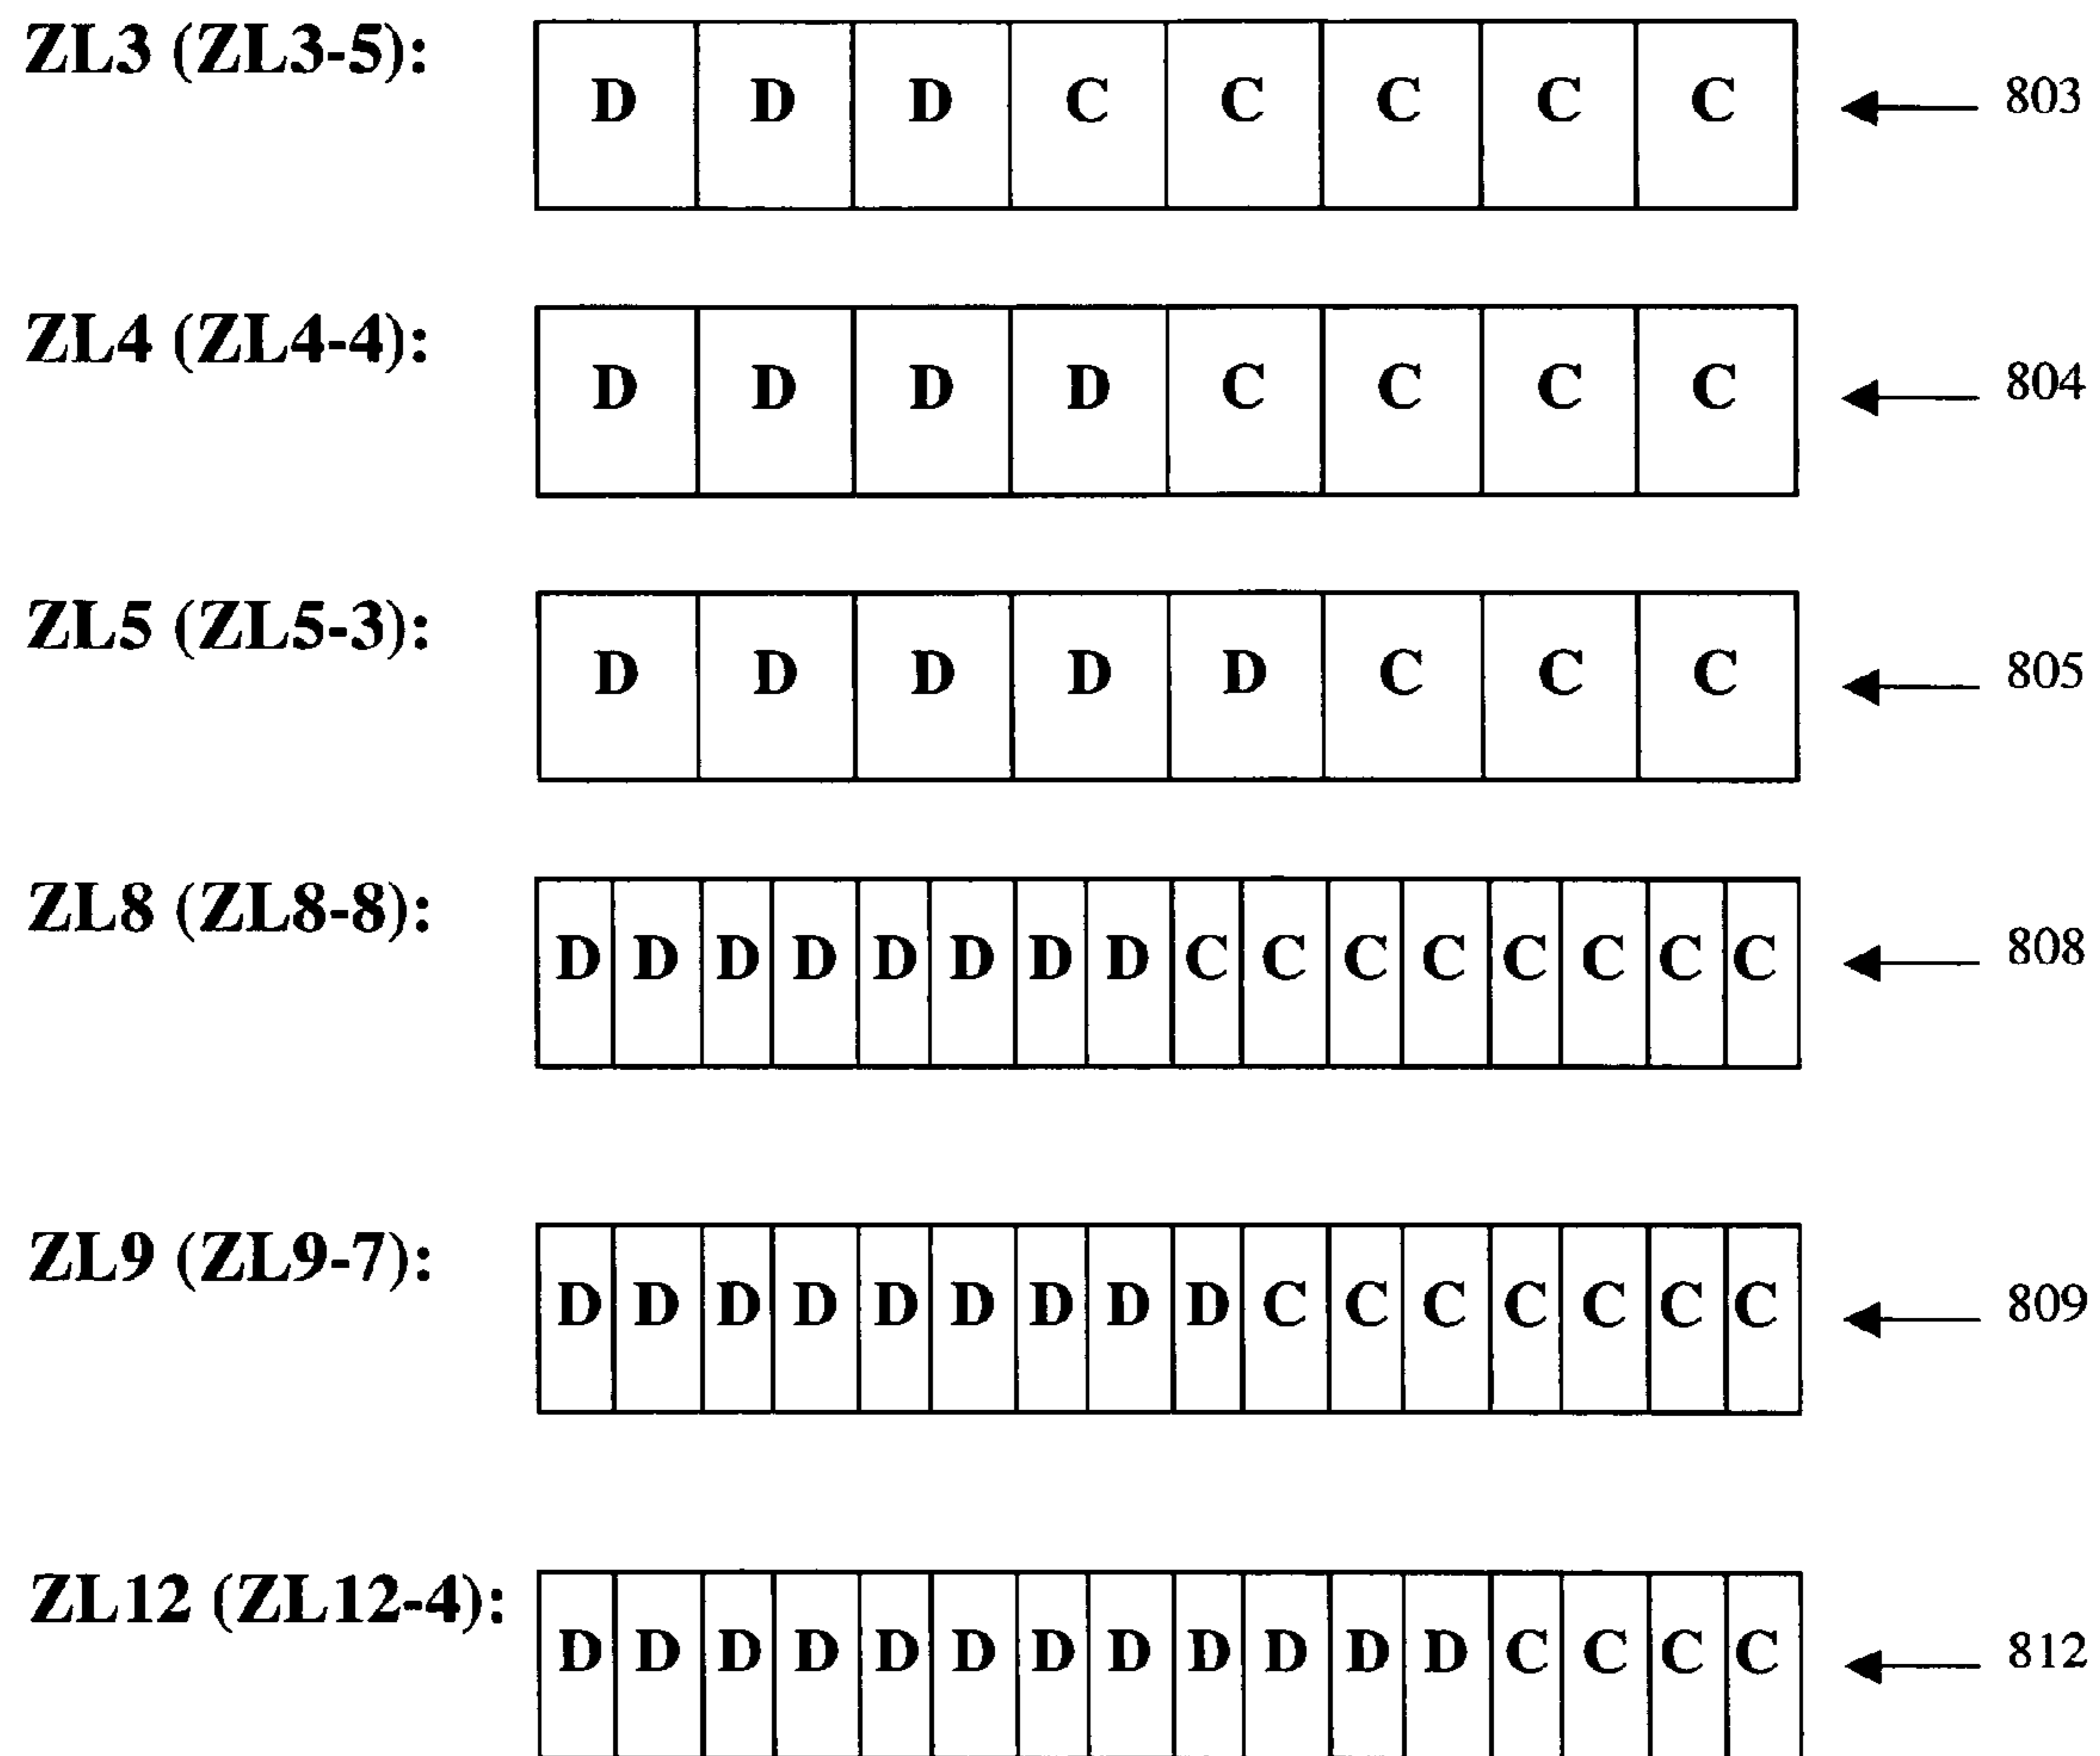 ZL3 (ZL3-5):
D D D C C C C C
803
ZL4 (ZL4-4):
D D D D C C C C
804
ZL5 (ZL5-3):
D D D D D C C C
805
ZL8 (ZL8-8):
D D D D D D D D C C C C C C C C
808
ZL9 (ZL9-7):
D D D D D D D D D C C C C C C C
809
ZL12 (ZL12-4):
D D D D D D D D D D D D C C C C
812